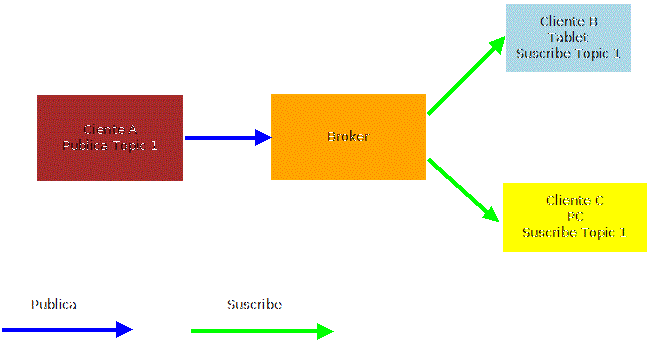 Cliente B
Tablet
Suscribe Topic 1
Cliente A
Publica Topic 1
Broker
Cliente C
PC
Suscribe Topic 1
Publica
Suscribe